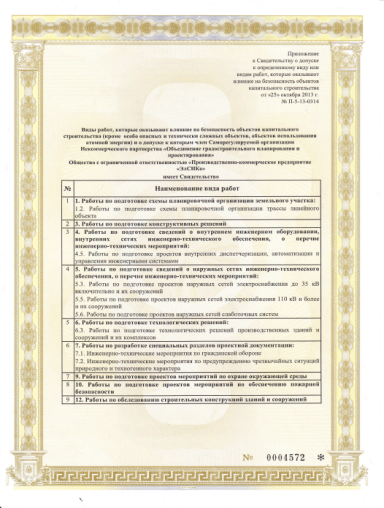 Приложение
к Свидетельству о допуске
к определенному виду или
видам работ, которые оказывают
влияние на безопасность объектов
капитального строительства
от «25» октября 2013 г.
№ П-5-13-0314
Виды работ, которые оказывают влияние на безопасность объектов капитального
строительства (кроме особо опасных и технически сложных объектов, объектов использования
атомной энергии) и о допуске к которым член Саморегулируемой организации
Некоммерческого партнерства «Объединение градостроительного планирования и
проектирования»
Общество с ограниченной ответственностью «Производственно-коммерческое предприятие
«ЭлСИКо»
имеет Свидетельство
№ Наименование вида работ
1 1. Работы по подготовке схемы планировочной организации земельного участка:
1.2. Работы по подготовке схемы планировочной организации трассы линейного
объекта
2 3. Работы по подготовке конструктивных решений
3 4. Работы по подготовке сведений о внутреннем инженерном оборудовании,
внутренних сетях инженерно-технического обеспечения, о перечне
инженерно-технических мероприятий:
4.5. Работы по подготовке проектов внутренних диспетчеризации, автоматизации и
управления инженерными системами
4 5. Работы по подготовке сведений о наружных сетях инженерно-технического
обеспечения, о перечне инженерно-технических мероприятий:
5.3. Работы по подготовке проектов наружных сетей электроснабжения до 35 кВ
включительно и их сооружений
5.5. Работы по подготовке проектов наружных сетей электроснабжения 110 кВ и более
и их сооружений
5.6. Работы по подготовке проектов наружных сетей слаботочных систем
5 6. Работы по подготовке технологических решений:
6.3. Работы по подготовке технологических решений производственных зданий и
сооружений и их комплексов
6 7. Работы по разработке специальных разделов проектной документации:
7.1. Инженерно-технические мероприятия по гражданской обороне
7.2. Инженерно-технические мероприятия по предупреждению чрезвычайных ситуаций
природного и техногенного характера
7 9. Работы по подготовке проектов мероприятий по охране окружающей среды
8 10. Работы по подготовке проектов мероприятий по обеспечению пожарной
безопасности
9 12. Работы по обследованию строительных конструкций зданий и сооружений
№ 0004572 *